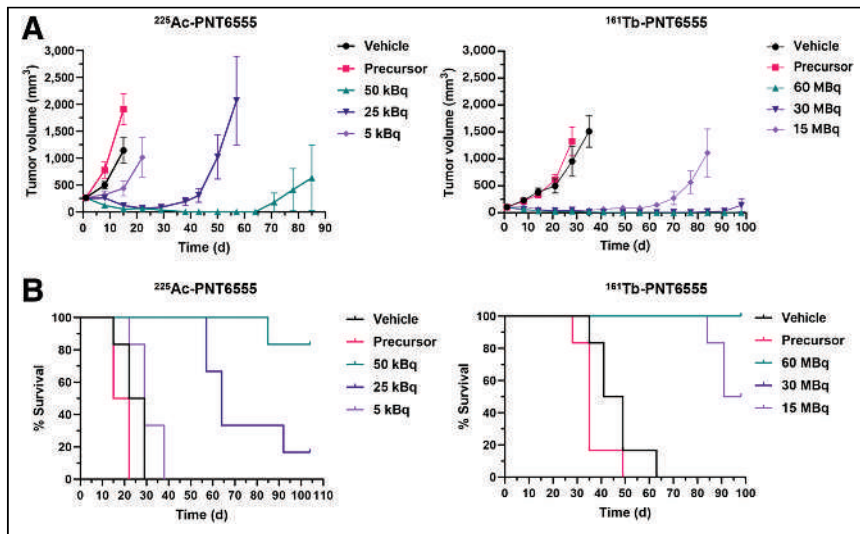 A
²²⁵Ac-PNT6555
Tumor volume (mm³)
3,000
2,500
2,000
1,500
1,000
500
0
0 10 20 30 40 50 60 70 80 90
Time (d)
Vehicle
Precursor
50 kBq
25 kBq
5 kBq
¹⁶¹Tb-PNT6555
Tumor volume (mm³)
3,000
2,500
2,000
1,500
1,000
500
0
0 10 20 30 40 50 60 70 80 90 100
Time (d)
Vehicle
Precursor
60 MBq
30 MBq
15 MBq
B
²²⁵Ac-PNT6555
% Survival
100
80
60
40
20
0
0 10 20 30 40 50 60 70 80 90 100 110
Time (d)
Vehicle
Precursor
50 kBq
25 kBq
5 kBq
¹⁶¹Tb-PNT6555
% Survival
100
80
60
40
20
0
0 10 20 30 40 50 60 70 80 90 100
Time (d)
Vehicle
Precursor
60 MBq
30 MBq
15 MBq